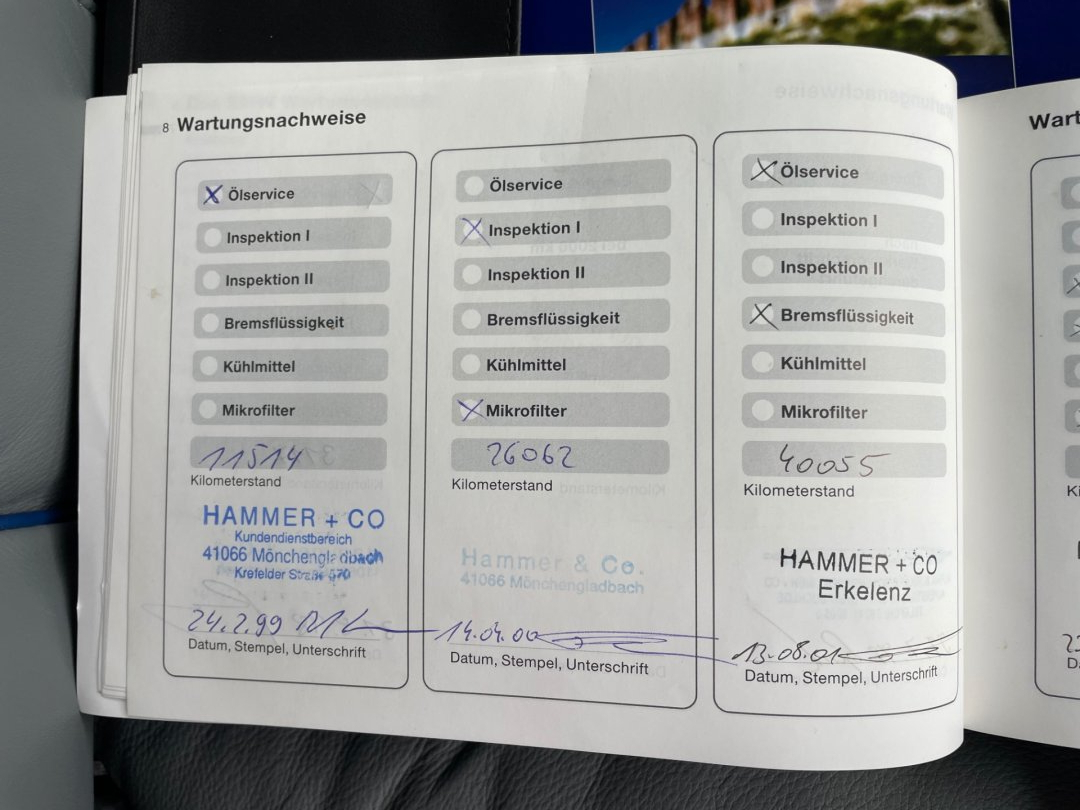 8 Wartungsnachweise
Ölservice
Inspektion I
Inspektion II
Bremsflüssigkeit
Kühlmittel
Mikrofilter
11514
Kilometerstand
HAMMER + CO
Kundendienstbereich
41066 Mönchengladbach
Krefelder Straße 570
24.2.99
Datum, Stempel, Unterschrift
Ölservice
Inspektion I
Inspektion II
Bremsflüssigkeit
Kühlmittel
Mikrofilter
26062
Kilometerstand
Hammer & Co.
41066 Mönchengladbach
14.04.00
Datum, Stempel, Unterschrift
Ölservice
Inspektion I
Inspektion II
Bremsflüssigkeit
Kühlmittel
Mikrofilter
40055
Kilometerstand
HAMMER + CO
Erkelenz
13.08.01
Datum, Stempel, Unterschrift
Wart